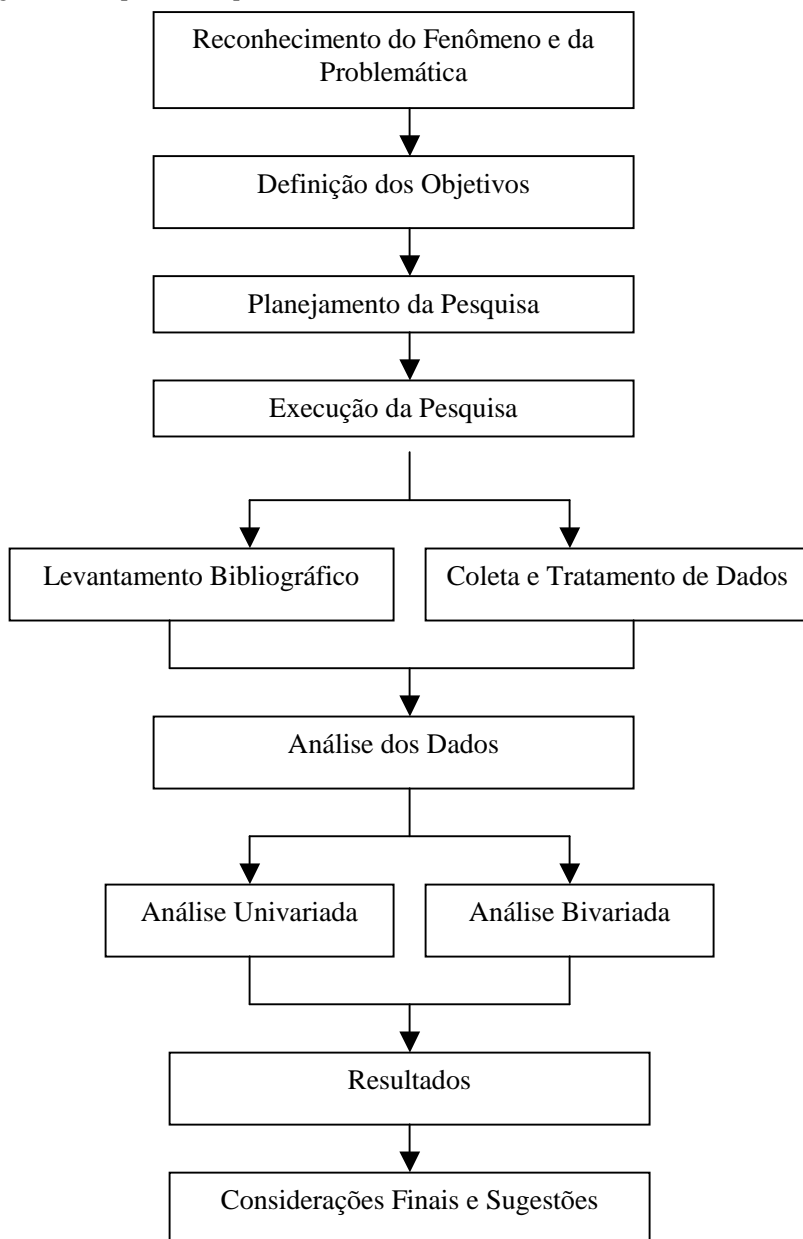 Reconhecimento do Fenômeno e da
Problemática
Definição dos Objetivos
Planejamento da Pesquisa
Execução da Pesquisa
Levantamento Bibliográfico
Coleta e Tratamento de Dados
Análise dos Dados
Análise Univariada
Análise Bivariada
Resultados
Considerações Finais e Sugestões